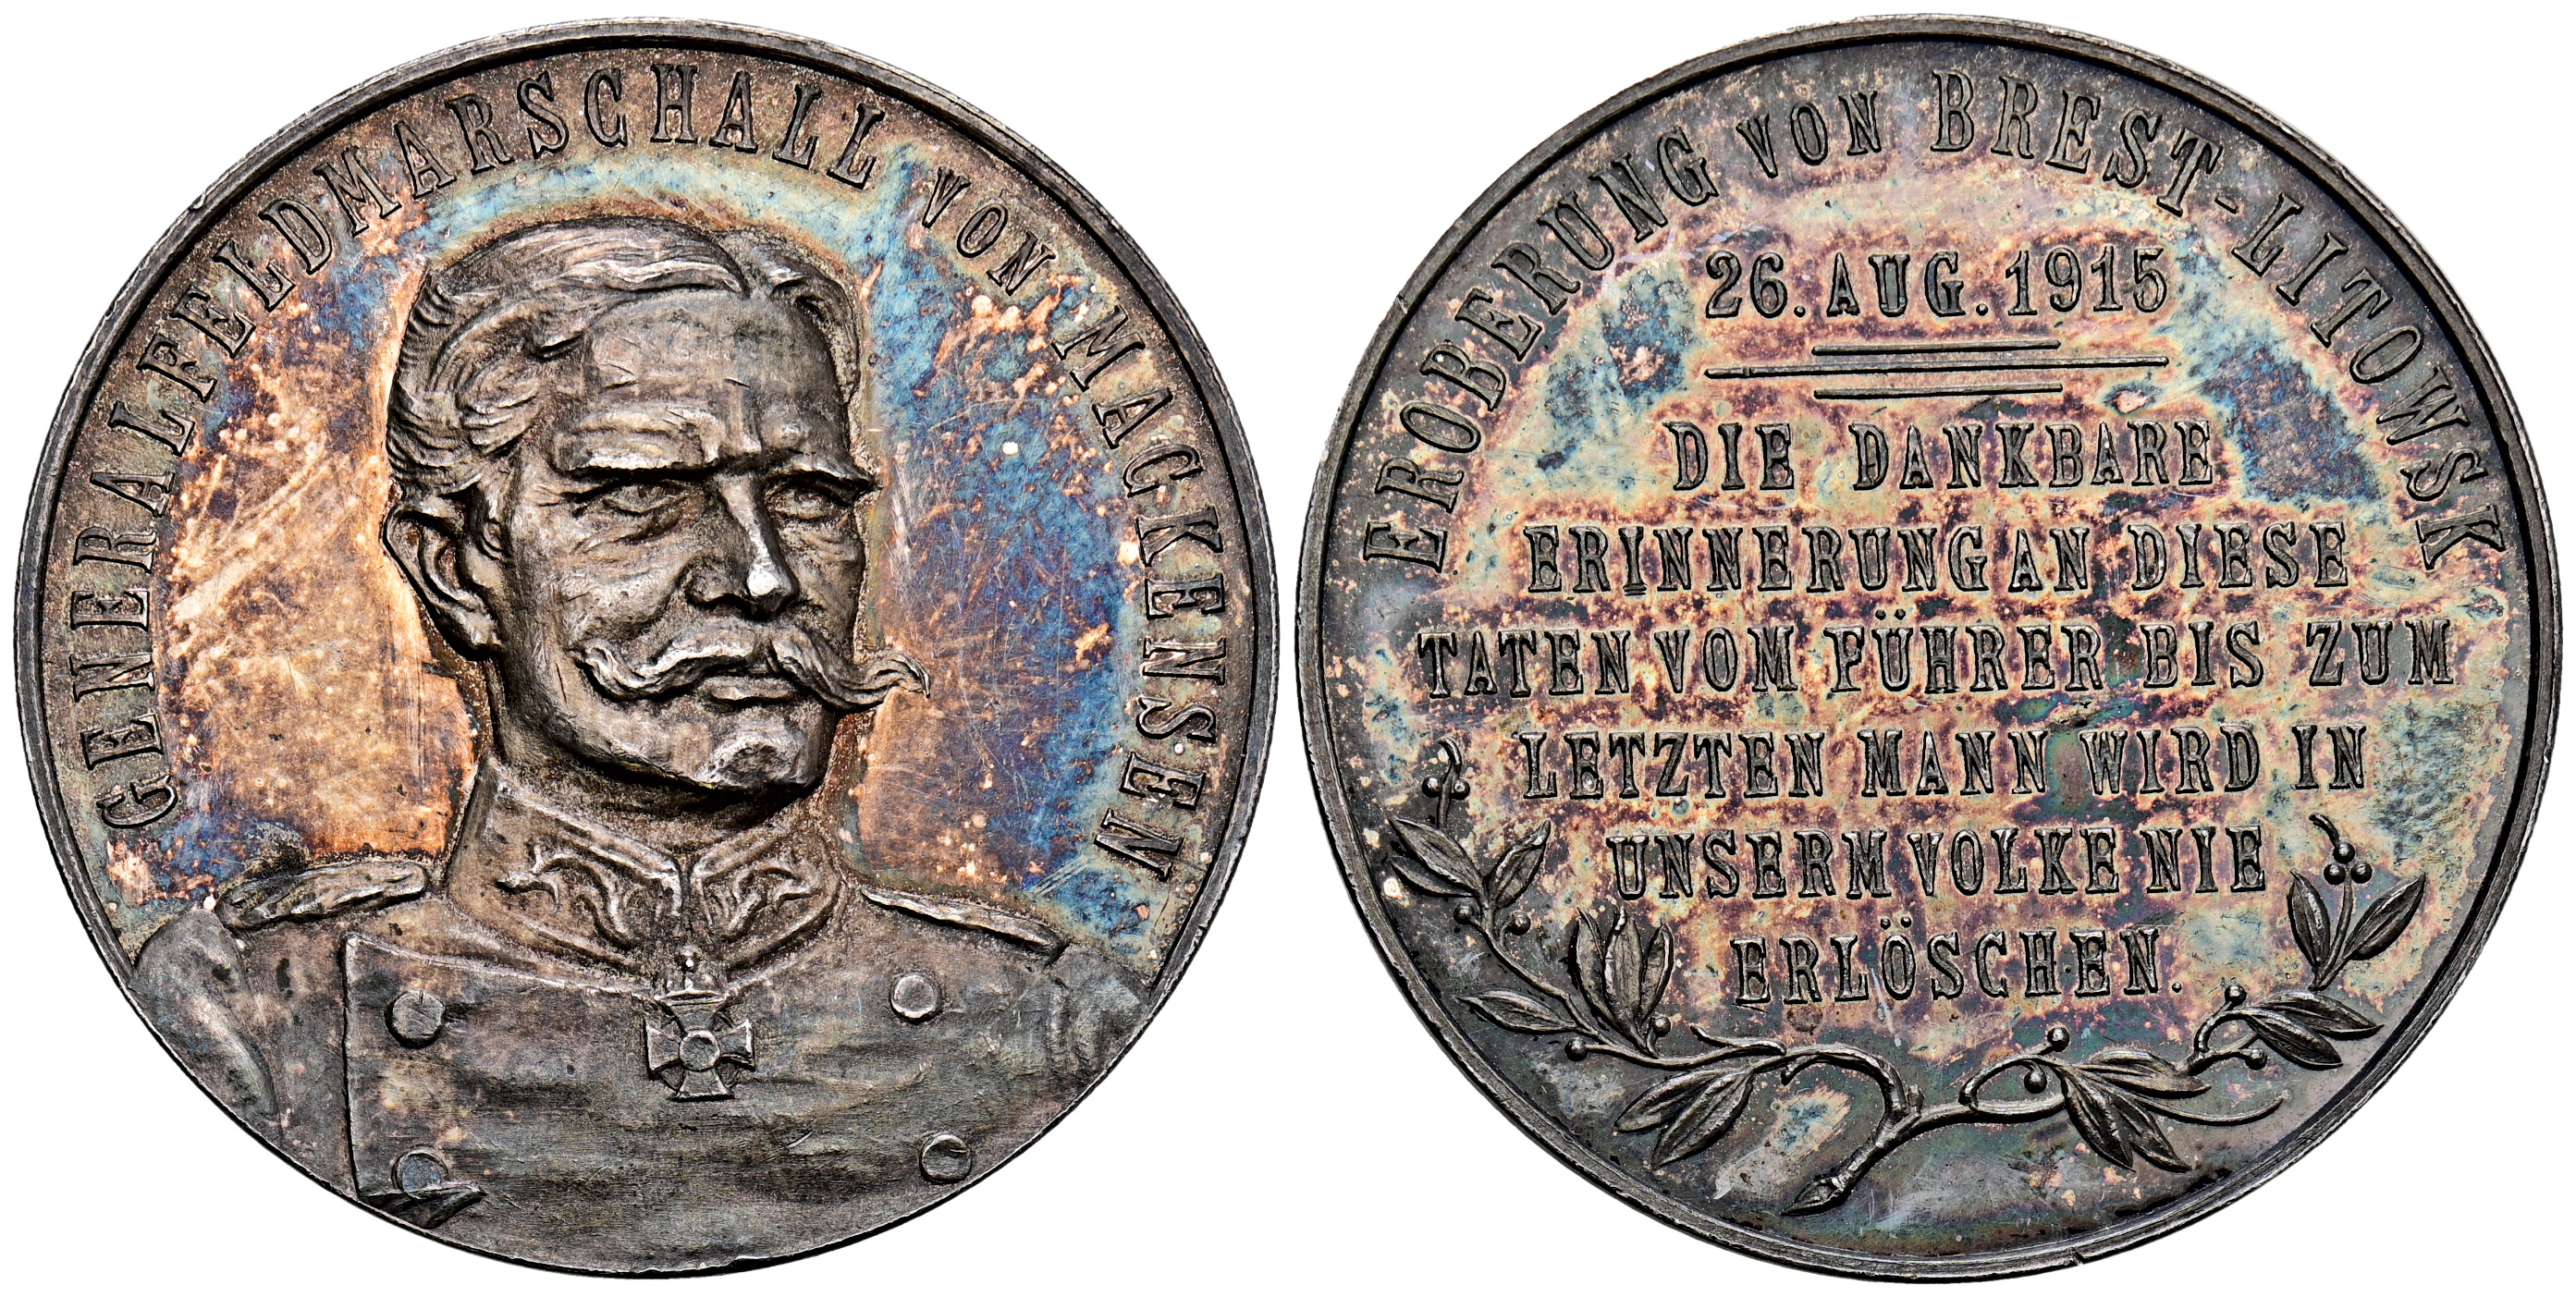 GENERALFELDMARSCHALL VON MACKENSEN
EROBERUNG VON BREST-LITOWSK
26. AUG. 1915
DIE DANKBARE
ERINNERUNG AN DIESE
TATEN VOM FÜHRER BIS ZUM
LETZTEN MANN WIRD IN
UNSERM VOLKE NIE
ERLÖSCHEN.